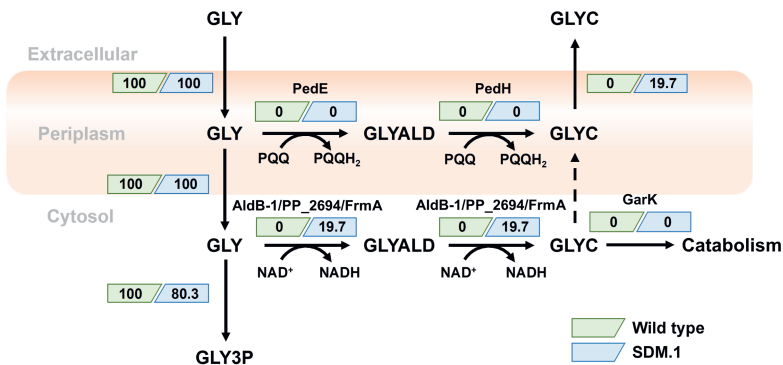 GLY GLYC
Extracellular
100 100 0 19.7
PedE PedH
0 0 0 0
Periplasm GLY GLYALD GLYC
PQQ PQQH₂ PQQ PQQH₂
100 100
Cytosol AldB-1/PP_2694/FrmA AldB-1/PP_2694/FrmA GarK
0 19.7 0 19.7 0 0
GLY GLYALD GLYC Catabolism
NAD⁺ NADH NAD⁺ NADH
100 80.3
Wild type
GLY3P SDM.1